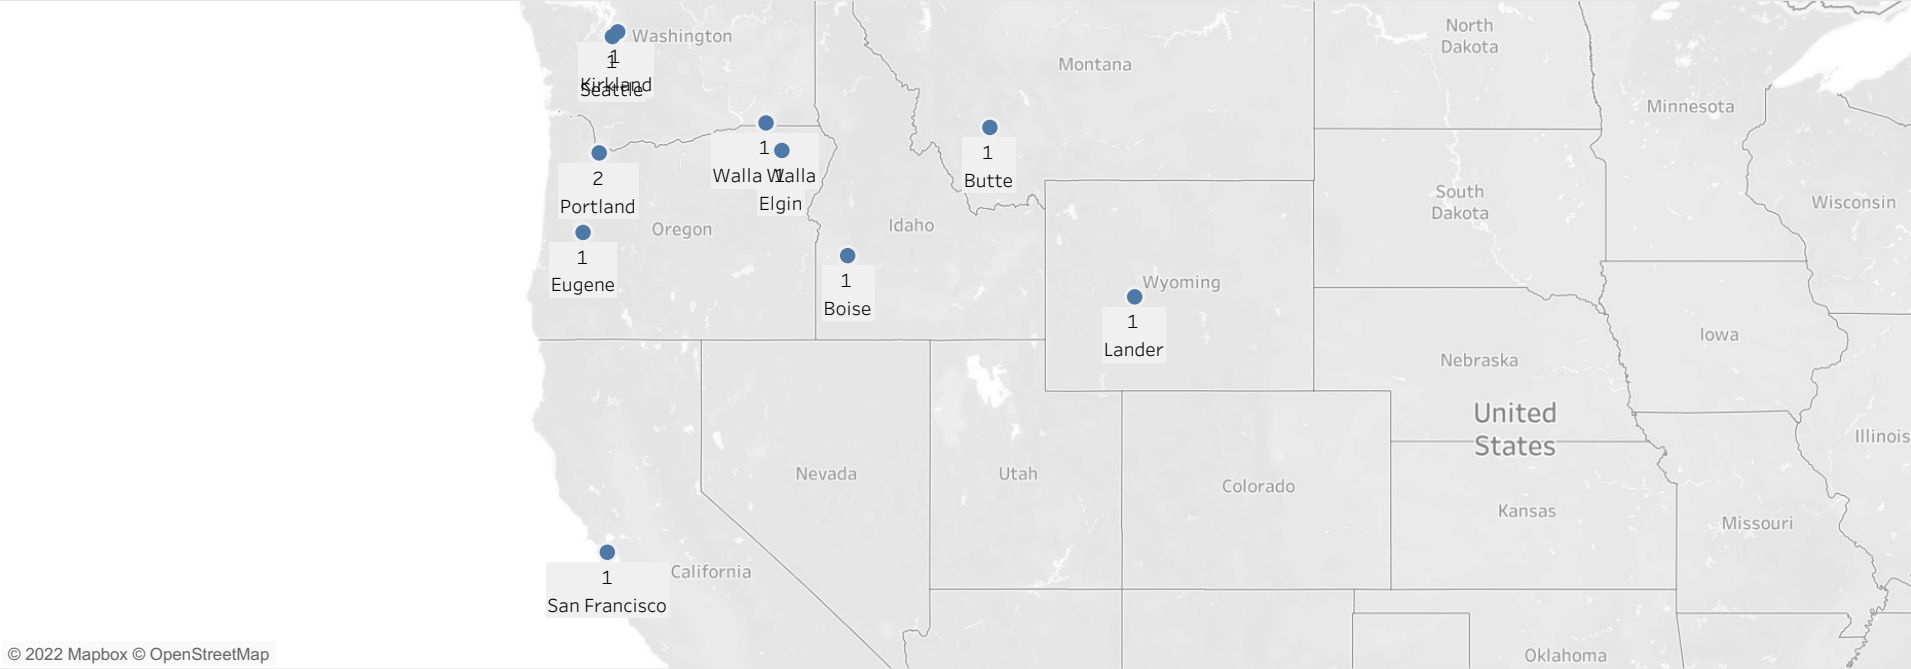 Washington
1
1
Kirkland
Seattle
North
Dakota
Montana
Minnesota
1
Walla Walla
1
Elgin
2
Portland
1
Butte
South
Dakota
Wisconsin
Oregon
Idaho
1
Eugene
1
Boise
Wyoming
1
Lander
Iowa
Nebraska
United
States
Illinois
Nevada
Utah
Colorado
Kansas
Missouri
California
1
San Francisco
Oklahoma
© 2022 Mapbox © OpenStreetMap